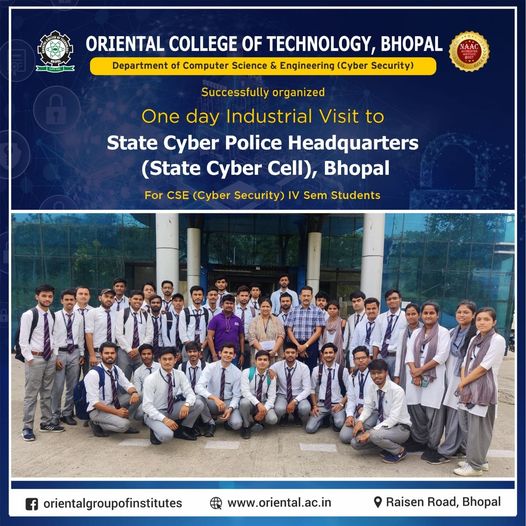 ORIENTAL COLLEGE OF TECHNOLOGY, BHOPAL
Department of Computer Science & Engineering (Cyber Security)
NAAC
Successfully organized
One day Industrial Visit to
State Cyber Police Headquarters
(State Cyber Cell), Bhopal
For CSE (Cyber Security) IV Sem Students
orientalgroupofinstitutes
www.oriental.ac.in
Raisen Road, Bhopal